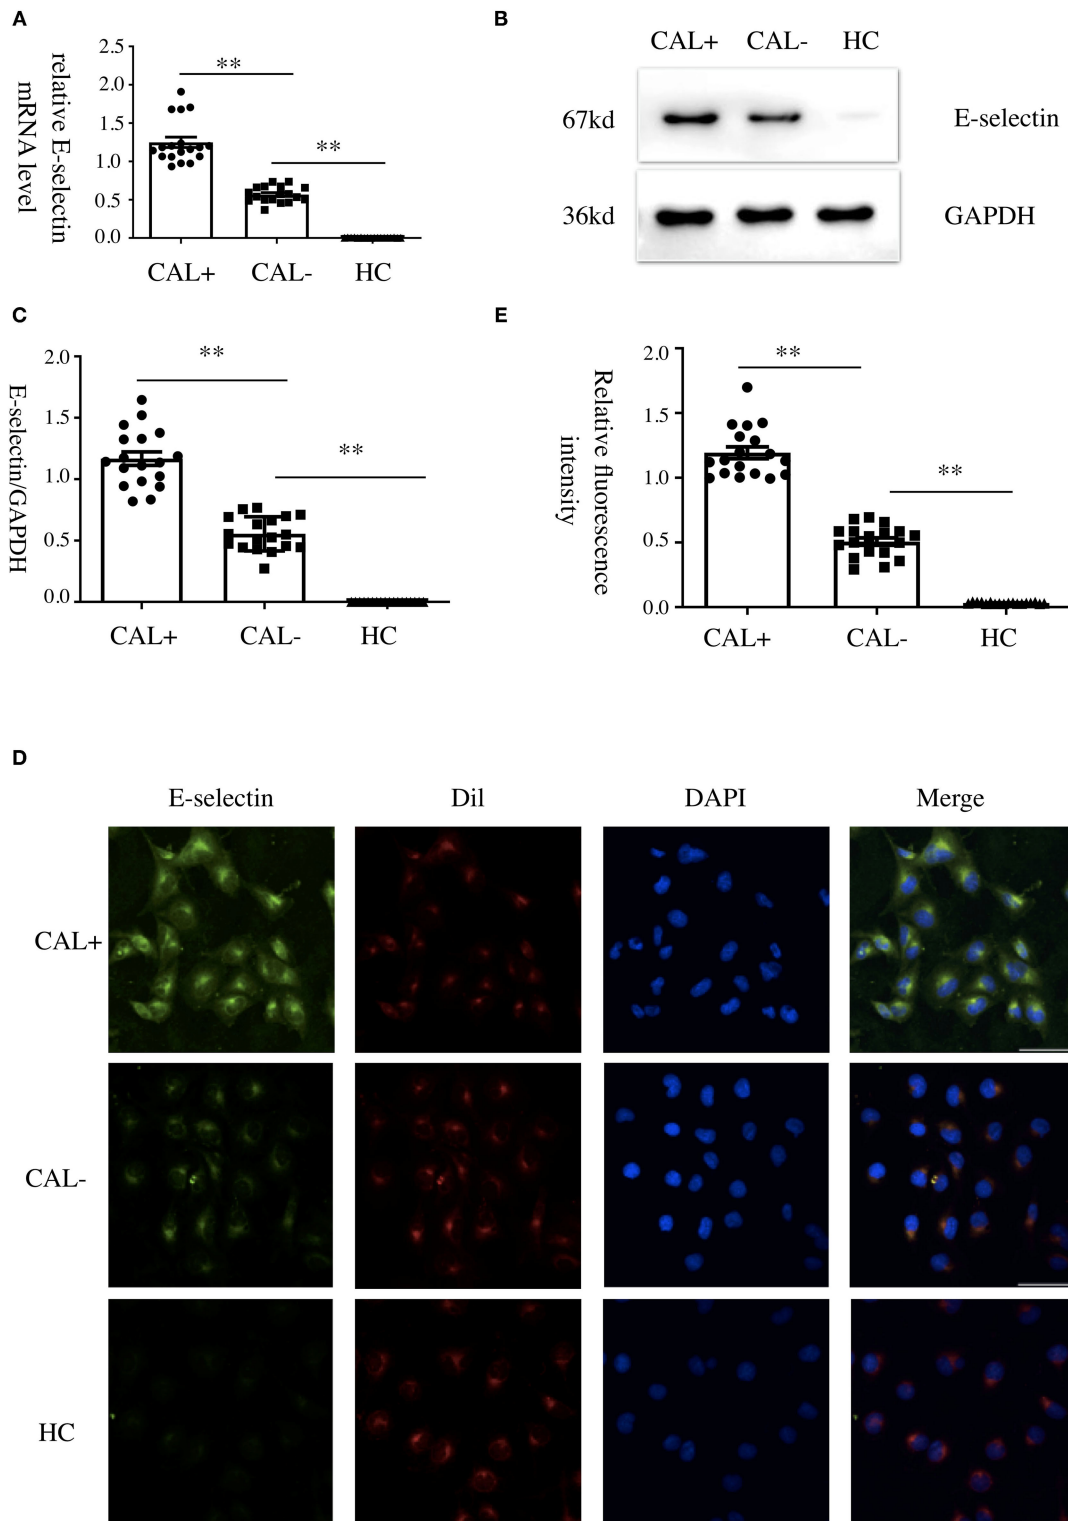 A
relative E-selectin
mRNA level
2.5
2.0
1.5
1.0
0.5
0.0
**
**
CAL+ CAL- HC
B
CAL+ CAL- HC
67kd E-selectin
36kd GAPDH
C
E-selectin/GAPDH
2.0
1.5
1.0
0.5
0.0
**
**
CAL+ CAL- HC
E
Relative fluorescence
intensity
2.0
1.5
1.0
0.5
0.0
**
**
CAL+ CAL- HC
D
E-selectin Dil DAPI Merge
CAL+
CAL-
HC